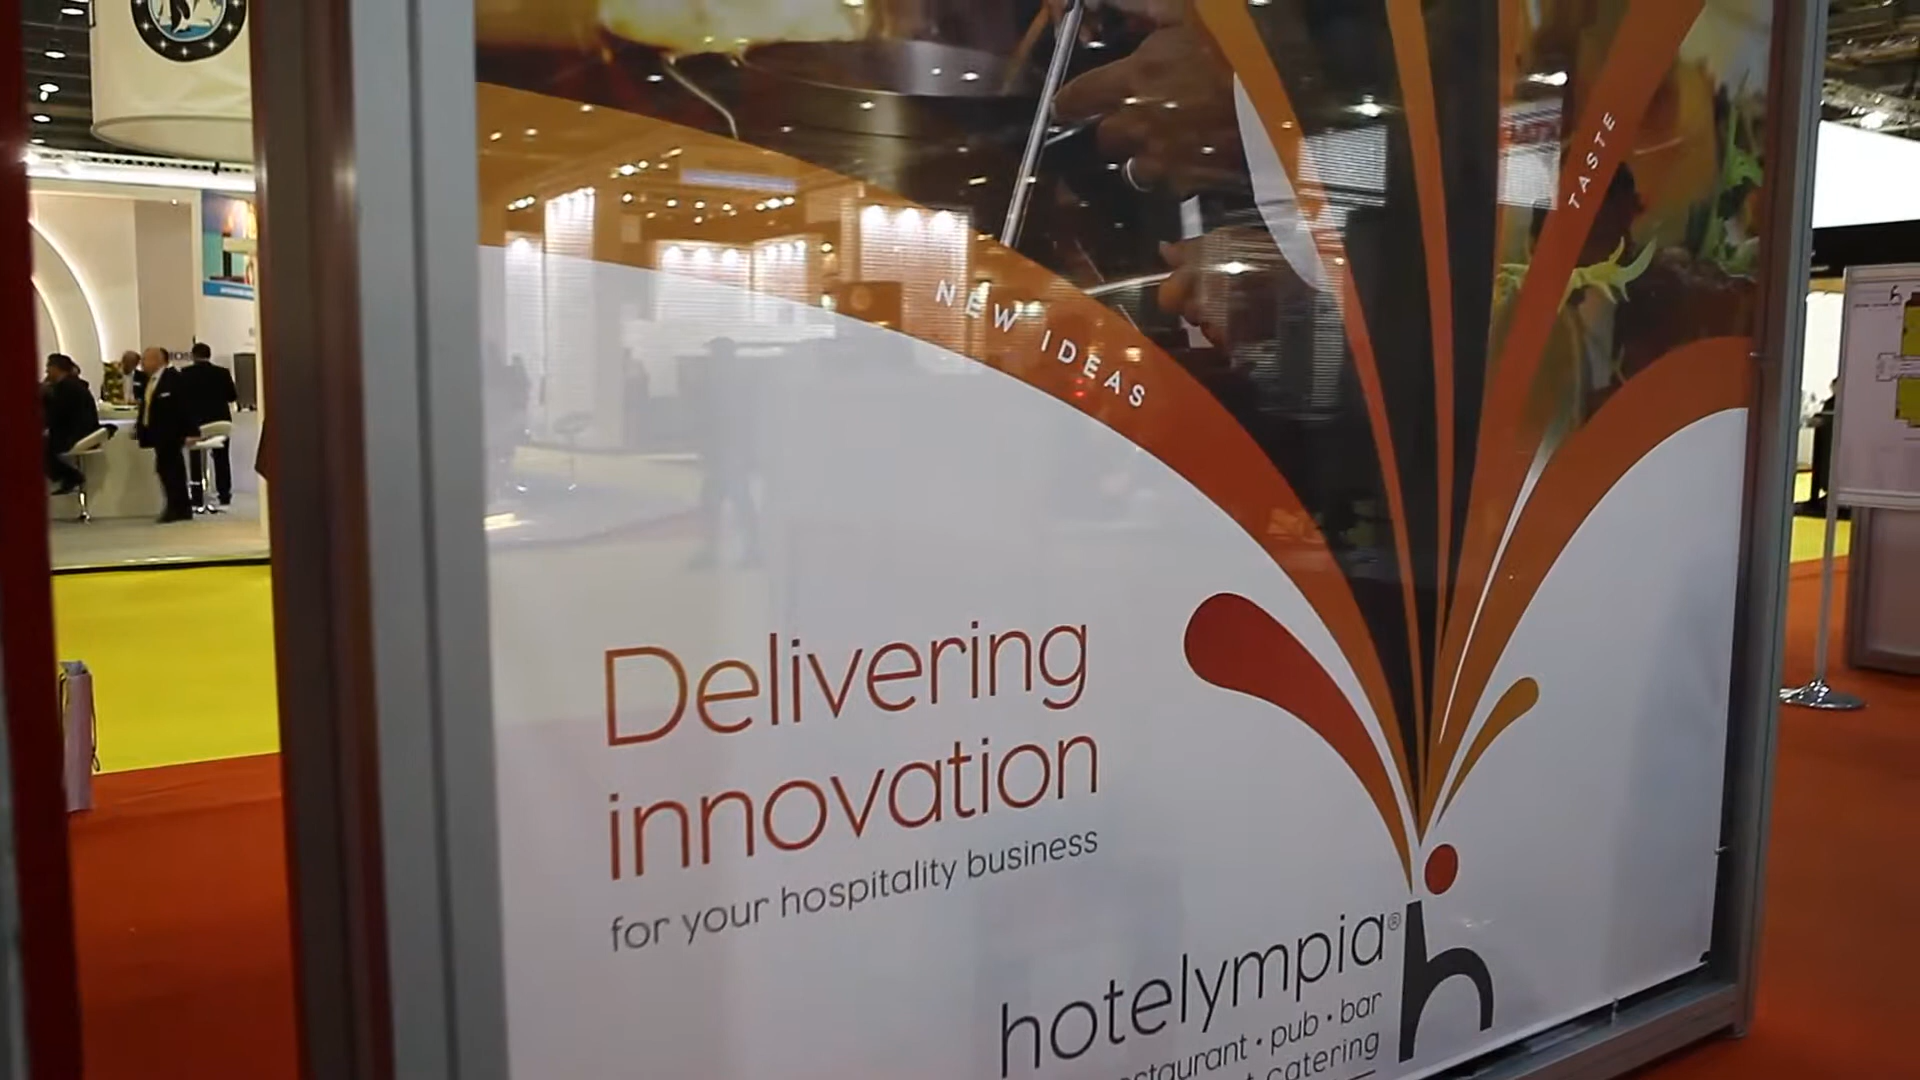 NEW IDEAS
TASTE
Delivering
innovation
for your hospitality business
hotelympia®
h
pub • bar
catering